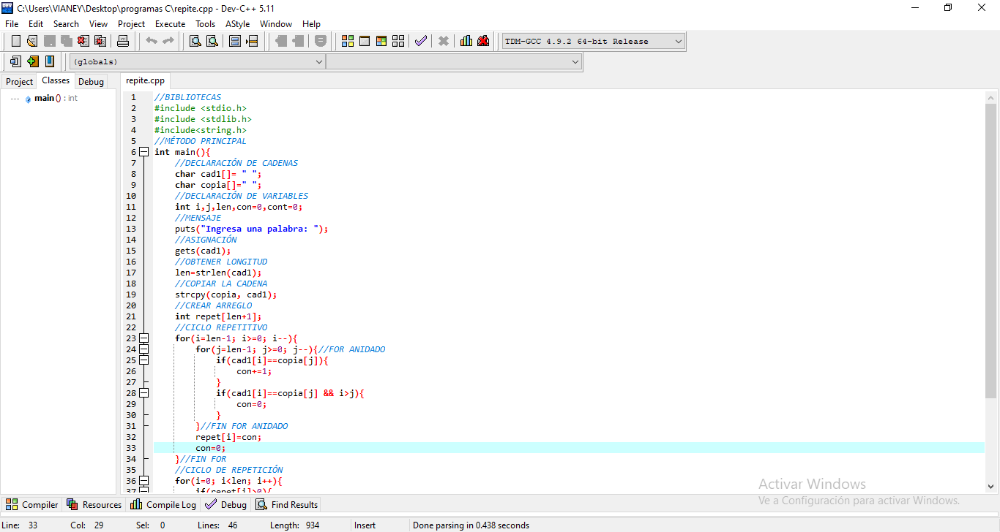 C:\Users\VIANEY\Desktop\programas C\repite.cpp - Dev-C++ 5.11
File Edit Search View Project Execute Tools AStyle Window Help
TDM-GCC 4.9.2 64-bit Release
(globals)
Project Classes Debug
repite.cpp
main () : int
1 //BIBLIOTECAS
2 #include <stdio.h>
3 #include <stdlib.h>
4 #include<string.h>
5 //MÉTODO PRINCIPAL
6 int main(){
7 //DECLARACIÓN DE CADENAS
8 char cad1[]= " ";
9 char copia[]=" ";
10 //DECLARACIÓN DE VARIABLES
11 int i,j,len,con=0,cont=0;
12 //MENSAJE
13 puts("Ingresa una palabra: ");
14 //ASIGNACIÓN
15 gets(cad1);
16 //OBTENER LONGITUD
17 len=strlen(cad1);
18 //COPIAR LA CADENA
19 strcpy(copia, cad1);
20 //CREAR ARREGLO
21 int repet[len+1];
22 //CICLO REPETITIVO
23 for(i=len-1; i>=0; i--){
24 for(j=len-1; j>=0; j--){//FOR ANIDADO
25 if(cad1[i]==copia[j]){
26 con+=1;
27 }
28 if(cad1[i]==copia[j] && i>j){
29 con=0;
30 }
31 }//FIN FOR ANIDADO
32 repet[i]=con;
33 con=0;
34 }//FIN FOR
35 //CICLO DE REPETICIÓN
36 for(i=0; i<len; i++){
37 if(repet[i]>0){
Activar Windows
Ve a Configuración para activar Windows.
Compiler Resources Compile Log Debug Find Results
Line: 33 Col: 29 Sel: 0 Lines: 46 Length: 934 Insert Done parsing in 0.438 seconds